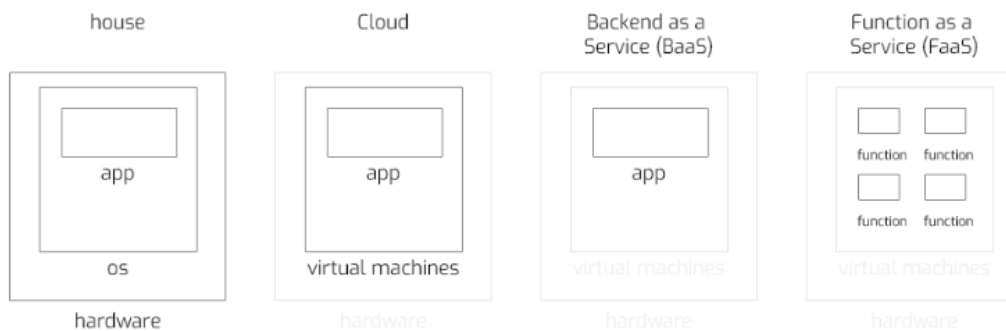 house
Cloud
Backend as a
Service (BaaS)
Function as a
Service (FaaS)
app
os
hardware
app
virtual machines
hardware
app
virtual machines
hardware
function function
function function
virtual machines
hardware